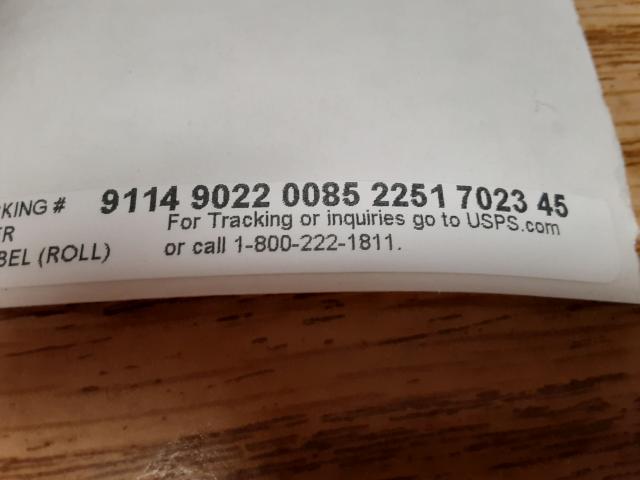 KING # 9114 9022 0085 2251 7023 45
ER For Tracking or inquiries go to USPS.com
BEL (ROLL) or call 1-800-222-1811.